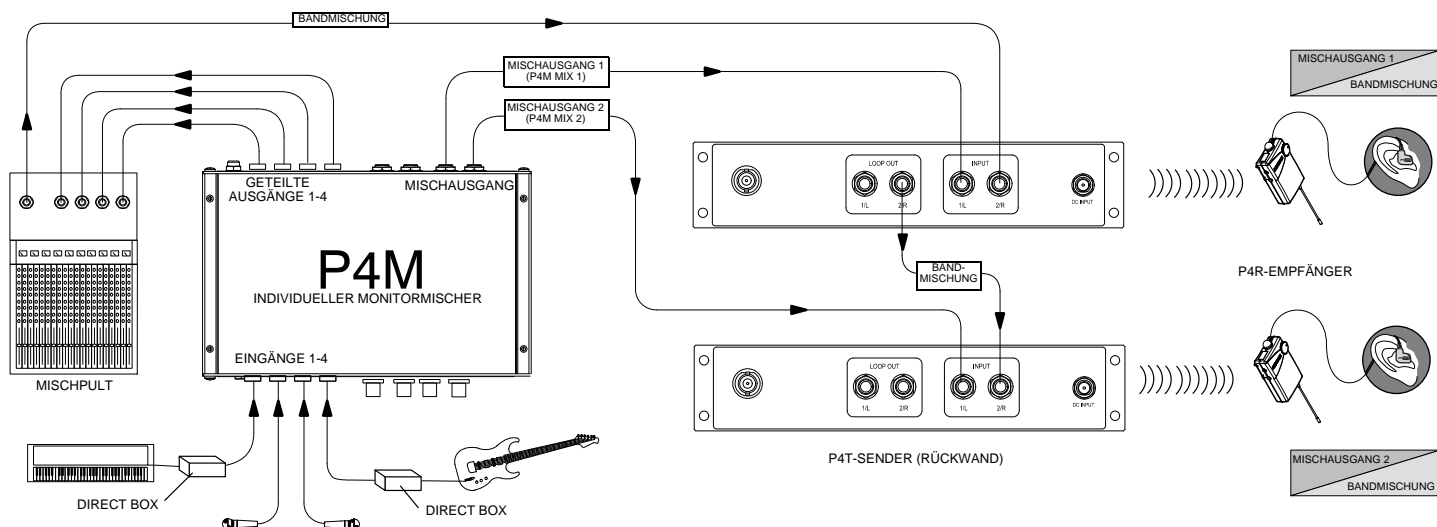 BANDMISCHUNG
MISCHAUSGANG 1
(P4M MIX 1)
MISCHAUSGANG 2
(P4M MIX 2)
MISCHAUSGANG 1
BANDMISCHUNG
GETEILTE
AUSGÄNGE 1-4
MISCHAUSGANG
P4M
INDIVIDUELLER MONITORMISCHER
EINGÄNGE 1-4
MISCHPULT
LOOP OUT
INPUT
1/L
2/R
1/L
2/R
DC INPUT
BAND-
MISCHUNG
P4R-EMPFÄNGER
LOOP OUT
INPUT
1/L
2/R
1/L
2/R
DC INPUT
P4T-SENDER (RÜCKWAND)
MISCHAUSGANG 2
BANDMISCHUNG
DIRECT BOX
DIRECT BOX